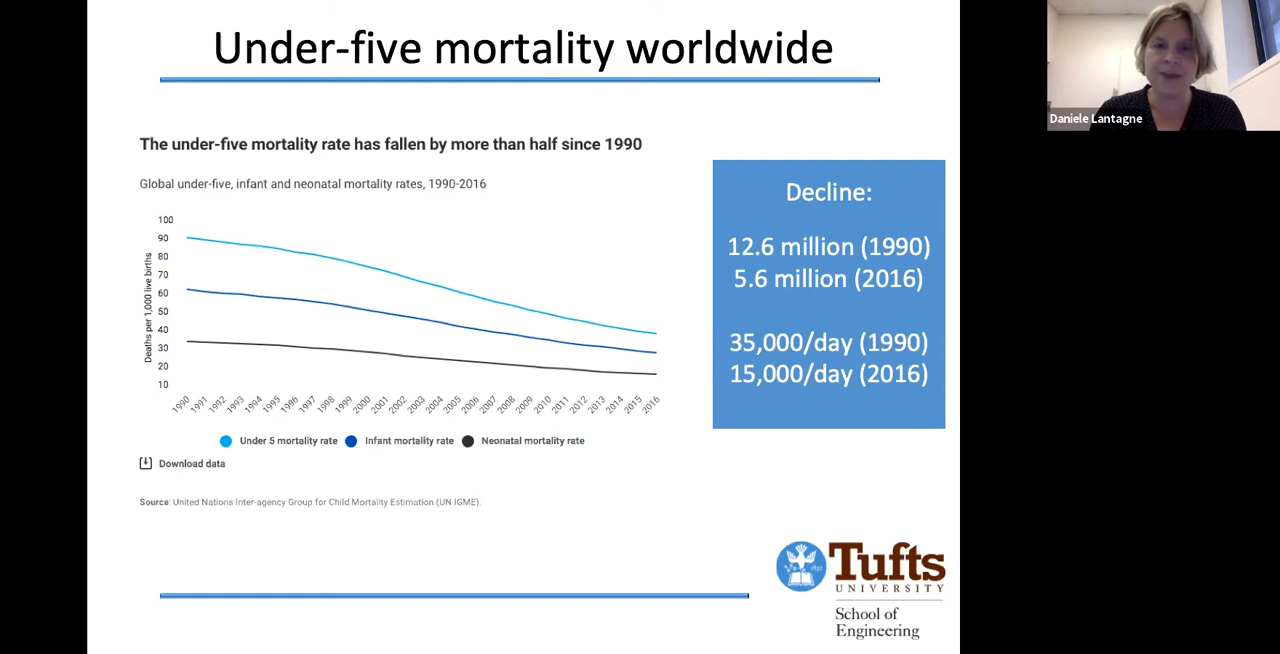 Under-five mortality worldwide
Daniele Lantagne
The under-five mortality rate has fallen by more than half since 1990
Global under-five, infant and neonatal mortality rates, 1990-2016
Deaths per 1,000 live births
100
90
80
70
60
50
40
30
20
10
1990 1991 1992 1993 1994 1995 1996 1997 1998 1999 2000 2001 2002 2003 2004 2005 2006 2007 2008 2009 2010 2011 2012 2013 2014 2015 2016
Under 5 mortality rate Infant mortality rate Neonatal mortality rate
Download data
Source: United Nations Inter-agency Group for Child Mortality Estimation (UN IGME).
Decline:
12.6 million (1990)
5.6 million (2016)
35,000/day (1990)
15,000/day (2016)
1852
Tufts
UNIVERSITY
School of
Engineering